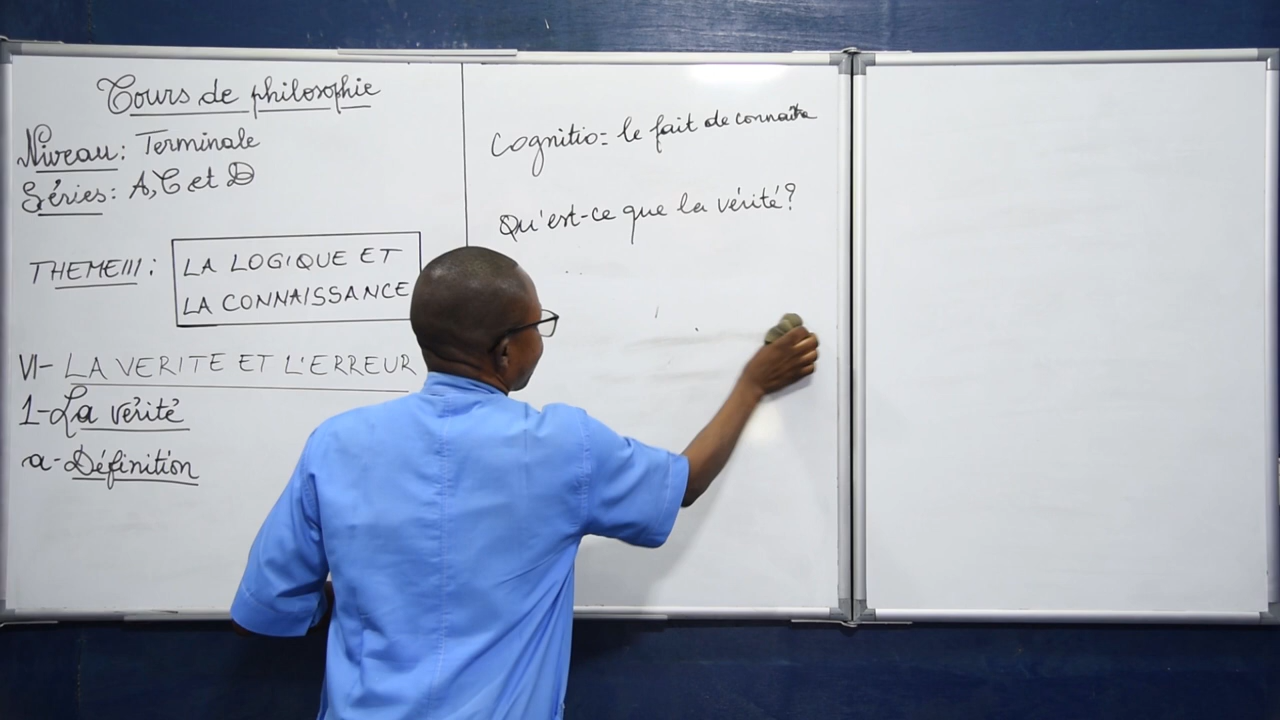 Cours de philosophie
Niveau: Terminale
Séries: A, C et D
THEME III: LA LOGIQUE ET
LA CONNAISSANCE
VI- LA VERITE ET L'ERREUR
1- La vérité
a- Définition
Cognitio= le fait de connaitre
Qu'est-ce que la vérité?